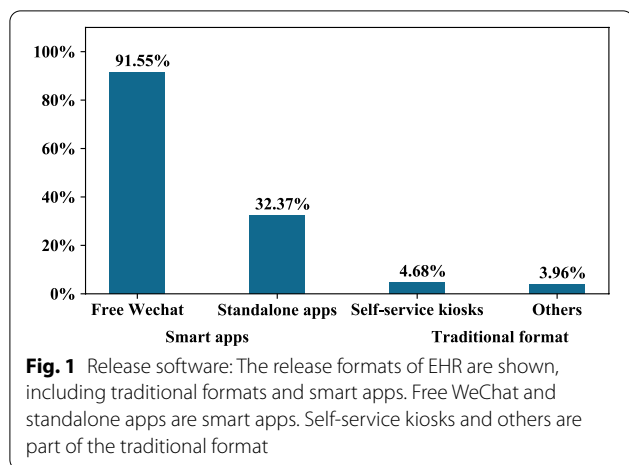 100%
80%
60%
40%
20%
0%
91.55%
32.37%
4.68%
3.96%
Free Wechat Standalone apps Self-service kiosks Others
Smart apps Traditional format
Fig. 1 Release software: The release formats of EHR are shown,
including traditional formats and smart apps. Free WeChat and
standalone apps are smart apps. Self-service kiosks and others are
part of the traditional format